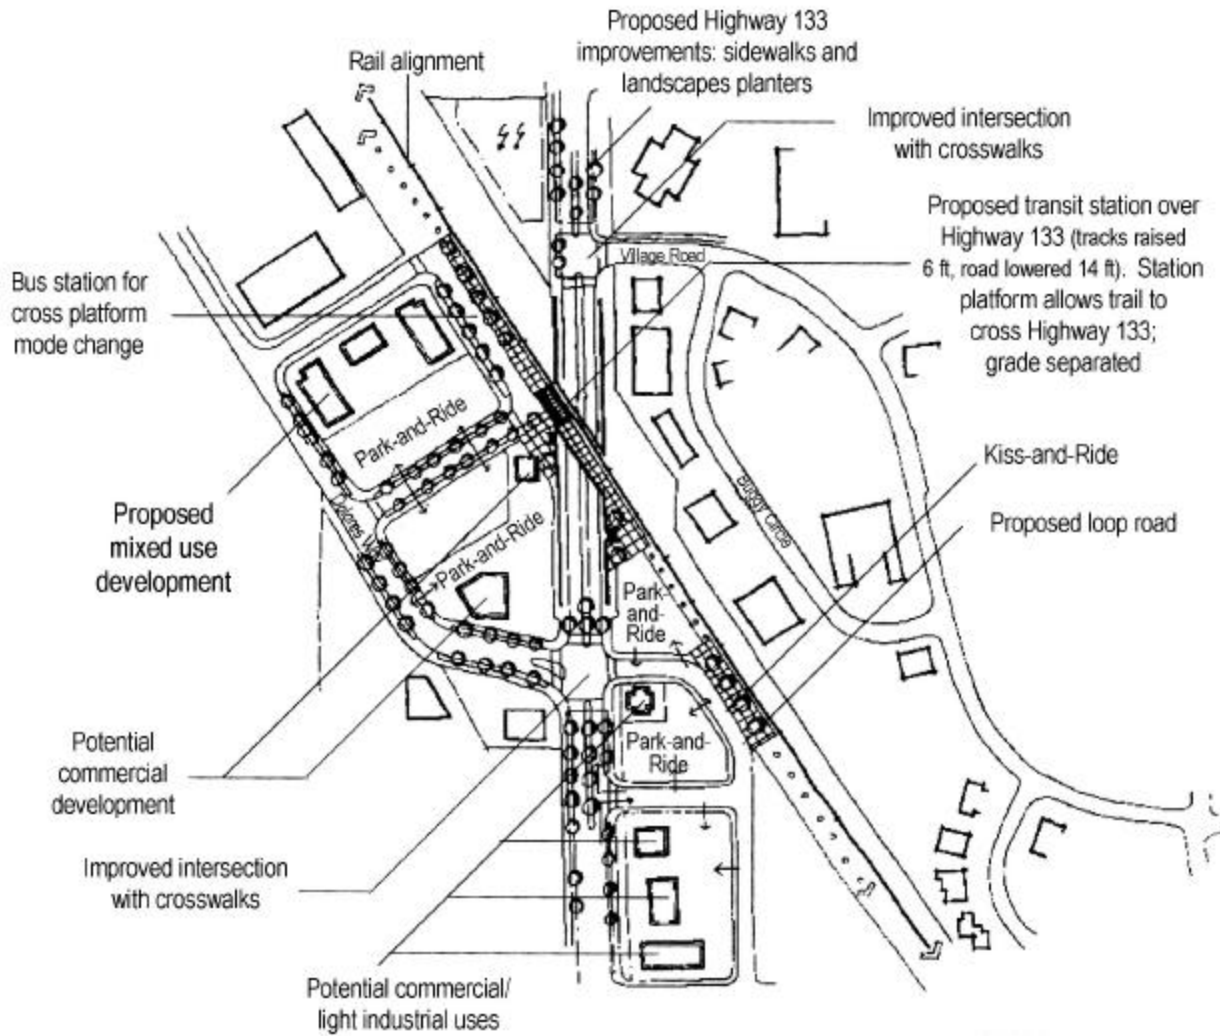 Proposed Highway 133
improvements: sidewalks and
landscapes planters
Rail alignment
Improved intersection
with crosswalks
Proposed transit station over
Highway 133 (tracks raised
6 ft, road lowered 14 ft). Station
platform allows trail to
cross Highway 133;
grade separated
Village Road
Bus station for
cross platform
mode change
Park-and-Ride
Kiss-and-Ride
Buggy Circle
Proposed
mixed use
development
Dolores Way
Park-and-Ride
Proposed loop road
Park-
and-
Ride
Park-and-
Ride
Potential
commercial
development
Improved intersection
with crosswalks
Potential commercial/
light industrial uses